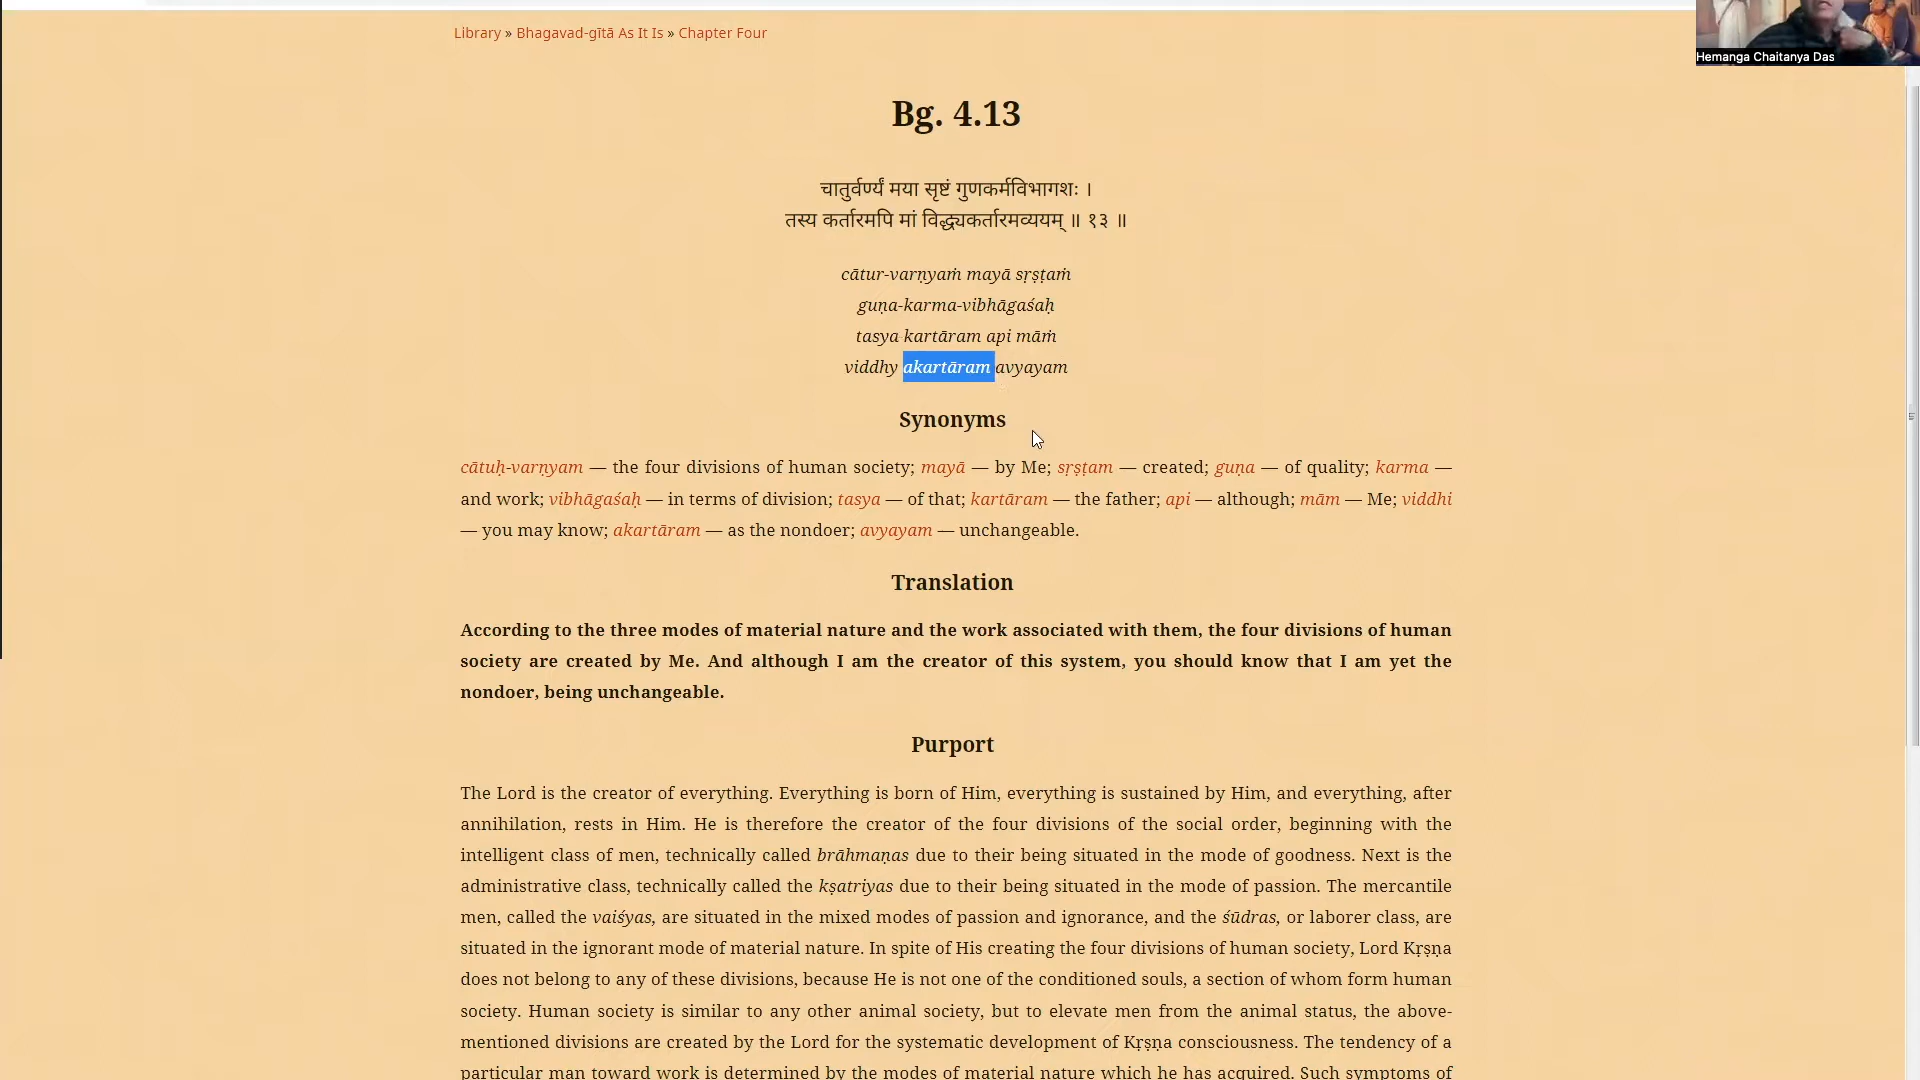 Library » Bhagavad-gītā As It Is » Chapter Four
Hemanga Chaitanya Das
Bg. 4.13
चातुर्वर्ण्यं मया सृष्टं गुणकर्मविभागशः ।
तस्य कर्तारमपि मां विद्ध्यकर्तारमव्ययम् ॥ १३ ॥
cātur-varṇyaṁ mayā sṛṣṭaṁ
guṇa-karma-vibhāgaśaḥ
tasya kartāram api māṁ
viddhy akartāram avyayam
Synonyms
cātuḥ-varṇyam — the four divisions of human society; mayā — by Me; sṛṣṭam — created; guṇa — of quality; karma —
and work; vibhāgaśaḥ — in terms of division; tasya — of that; kartāram — the father; api — although; mām — Me; viddhi
— you may know; akartāram — as the nondoer; avyayam — unchangeable.
Translation
According to the three modes of material nature and the work associated with them, the four divisions of human
society are created by Me. And although I am the creator of this system, you should know that I am yet the
nondoer, being unchangeable.
Purport
The Lord is the creator of everything. Everything is born of Him, everything is sustained by Him, and everything, after
annihilation, rests in Him. He is therefore the creator of the four divisions of the social order, beginning with the
intelligent class of men, technically called brāhmaṇas due to their being situated in the mode of goodness. Next is the
administrative class, technically called the kṣatriyas due to their being situated in the mode of passion. The mercantile
men, called the vaiśyas, are situated in the mixed modes of passion and ignorance, and the śūdras, or laborer class, are
situated in the ignorant mode of material nature. In spite of His creating the four divisions of human society, Lord Kṛṣṇa
does not belong to any of these divisions, because He is not one of the conditioned souls, a section of whom form human
society. Human society is similar to any other animal society, but to elevate men from the animal status, the above-
mentioned divisions are created by the Lord for the systematic development of Kṛṣṇa consciousness. The tendency of a
particular man toward work is determined by the modes of material nature which he has acquired. Such symptoms of